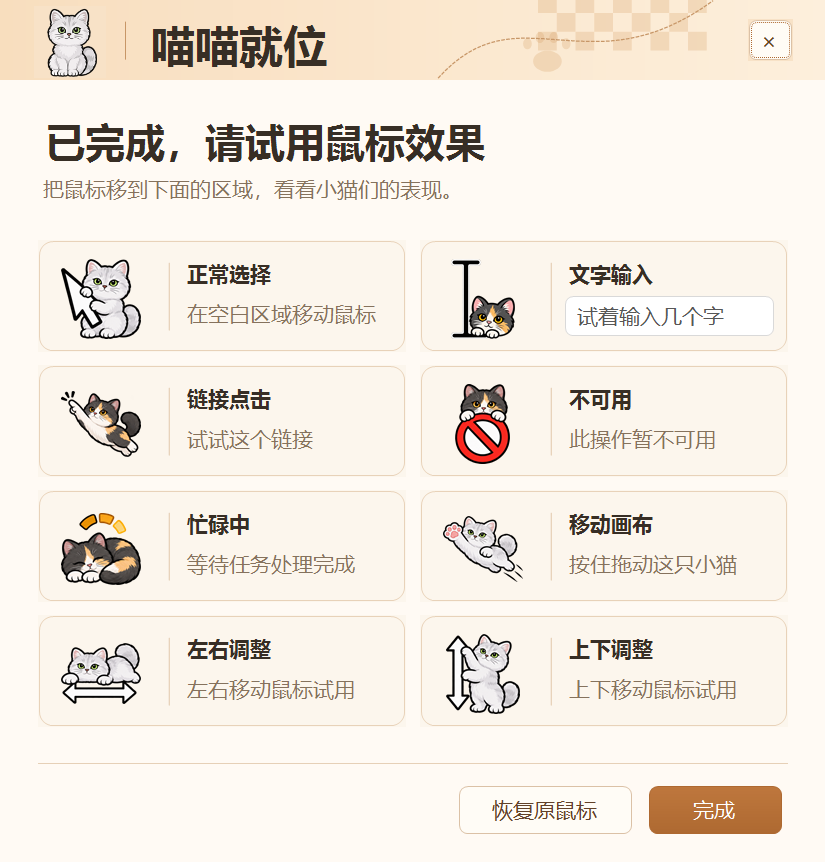 喵喵就位
×
已完成，请试用鼠标效果
把鼠标移到下面的区域，看看小猫们的表现。
正常选择
在空白区域移动鼠标
文字输入
试着输入几个字
链接点击
试试这个链接
不可用
此操作暂不可用
忙碌中
等待任务处理完成
移动画布
按住拖动这只小猫
左右调整
左右移动鼠标试用
上下调整
上下移动鼠标试用
恢复原鼠标
完成